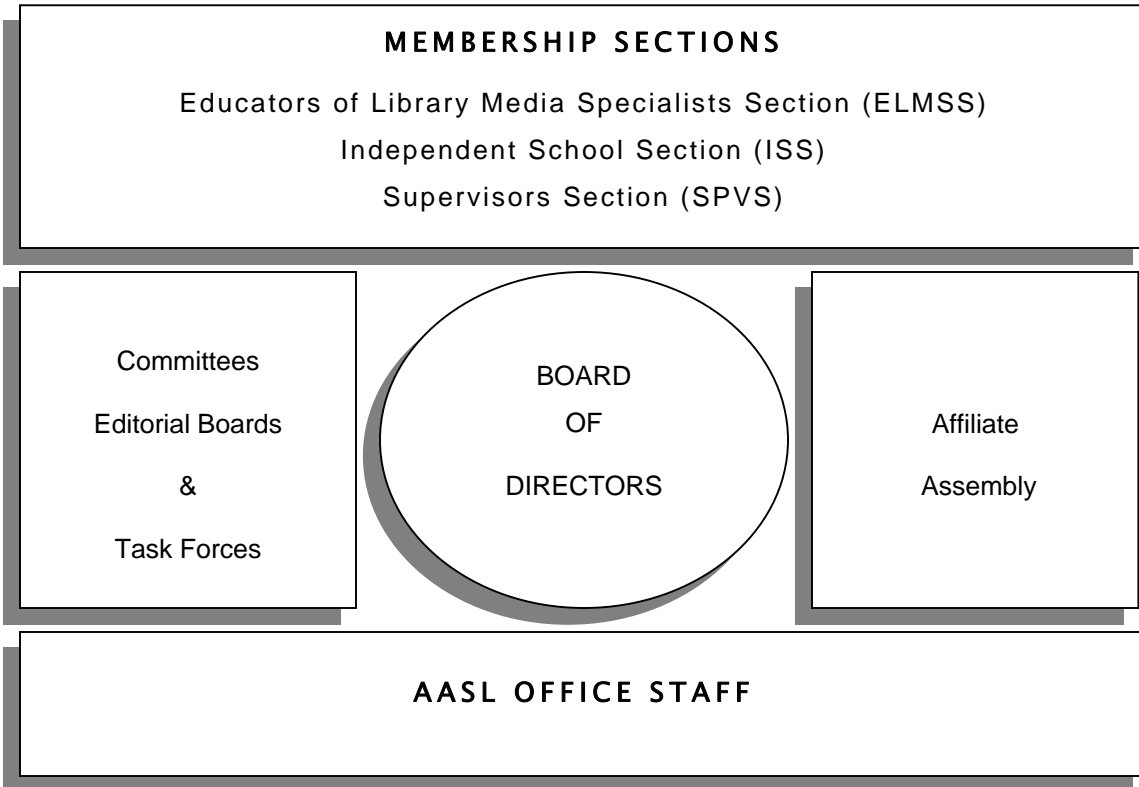 MEMBERSHIP SECTIONS
Educators of Library Media Specialists Section (ELMSS)
Independent School Section (ISS)
Supervisors Section (SPVS)
Committees
Editorial Boards
&
Task Forces
BOARD
OF
DIRECTORS
Affiliate
Assembly
AASL OFFICE STAFF